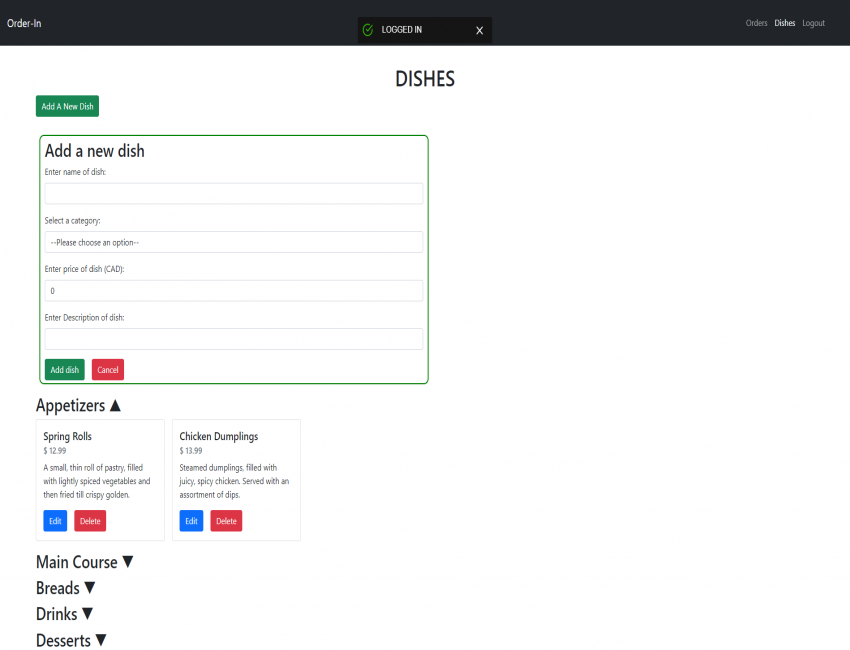 Order-In
LOGGED IN X
Orders Dishes Logout
DISHES
Add A New Dish
Add a new dish
Enter name of dish:
Select a category:
--Please choose an option--
Enter price of dish (CAD):
0
Enter Description of dish:
Add dish Cancel
Appetizers ▲
Spring Rolls
$ 12.99
A small, thin roll of pastry, filled
with lightly spiced vegetables and
then fried till crispy golden.
Edit Delete
Chicken Dumplings
$ 13.99
Steamed dumplings, filled with
juicy, spicy chicken. Served with an
assortment of dips.
Edit Delete
Main Course ▼
Breads ▼
Drinks ▼
Desserts ▼